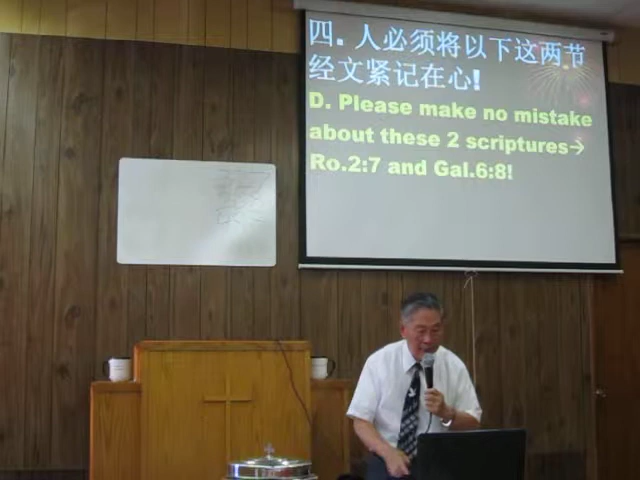 四. 人必须将以下这两节
经文紧记在心!
D. Please make no mistake
about these 2 scriptures→
Ro.2:7 and Gal.6:8!